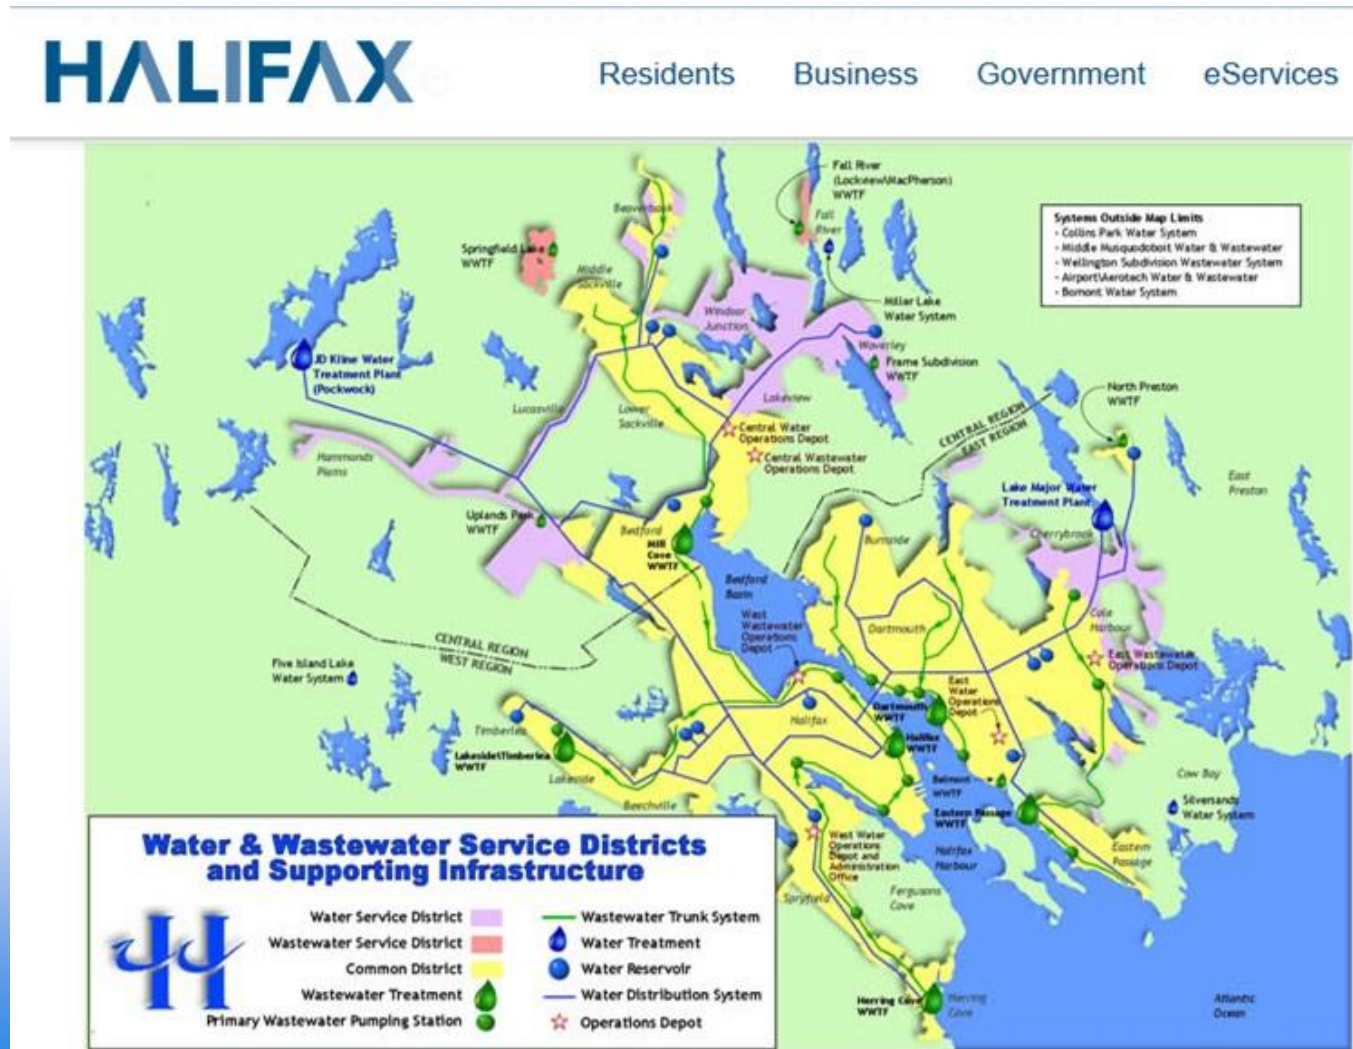 HALIFAX
Residents
Business
Government
eServices
Fall River
(Lockview\MacPherson)
WWTF
Beaverbank
Fall
River
Springfield Lake
WWTF
Middle
Sackville
Systems Outside Map Limits
- Collins Park Water System
- Middle Musquodoboit Water & Wastewater
- Wellington Subdivision Wastewater System
- Airport\Aerotech Water & Wastewater
- Bomont Water System
Miller Lake
Water System
Windsor
Junction
Waverley
Frame Subdivision
WWTF
JD Kline Water
Treatment Plant
(Pockwock)
North Preston
WWTF
Lucasville
Lower
Sackville
Lakeview
Central Water
Operations Depot
Central Wastewater
Operations Depot
CENTRAL REGION
EAST REGION
Hammonds
Plains
Lake Major Water
Treatment Plant
East
Preston
Uplands Park
WWTF
Bedford
Mill
Cove
WWTF
Burnside
Cherrybrook
Bedford
Basin
West
Wastewater
Operations
Depot
Dartmouth
Cole
Harbour
CENTRAL REGION
WEST REGION
Five Island Lake
Water System
East Wastewater
Operations Depot
East
Water
Operations
Depot
Timberlea
Lakeside\Timberlea
WWTF
Lakeside
Halifax
Dartmouth
WWTF
Halifax
WWTF
Beechville
Belmont
WWTF
Cow Bay
Silversands
Water System
Eastern Passage
WWTF
Eastern
Passage
West Water
Operations
Depot and
Administration
Office
Halifax
Harbour
Spryfield
Fergusons
Cove
Herring Cove
WWTF
Herring
Cove
Atlantic
Ocean
Water & Wastewater Service Districts
and Supporting Infrastructure
Water Service District
Wastewater Service District
Common District
Wastewater Treatment
Primary Wastewater Pumping Station
Wastewater Trunk System
Water Treatment
Water Reservoir
Water Distribution System
Operations Depot